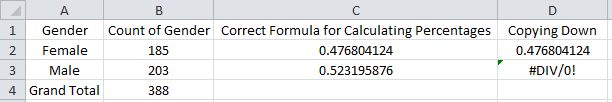 A B C D
1 Gender Count of Gender Correct Formula for Calculating Percentages Copying Down
2 Female 185 0.476804124 0.476804124
3 Male 203 0.523195876 #DIV/0!
4 Grand Total 388